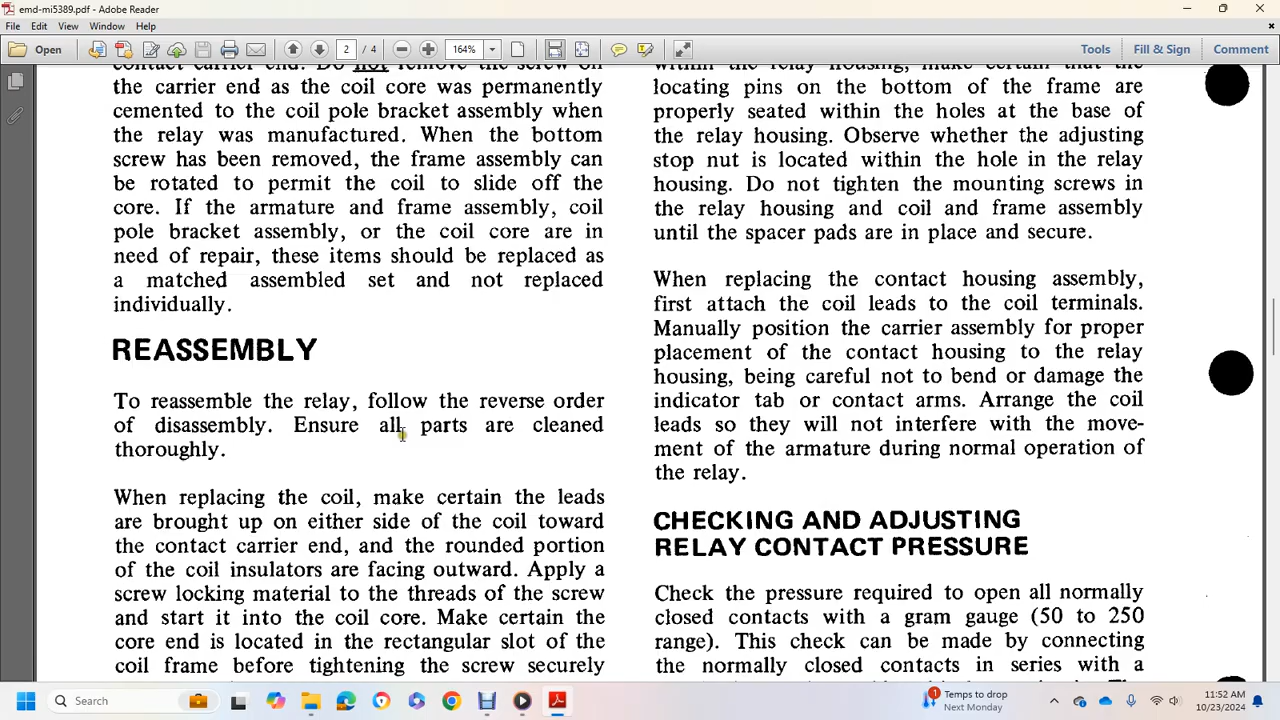 emd-mi5389.pdf - Adobe Reader
File Edit View Window Help
Open 2 / 4 164% Tools Fill & Sign Comment
contact carrier end. Do not remove the screw on
the carrier end as the coil core was permanently
cemented to the coil pole bracket assembly when
the relay was manufactured. When the bottom
screw has been removed, the frame assembly can
be rotated to permit the coil to slide off the
core. If the armature and frame assembly, coil
pole bracket assembly, or the coil core are in
need of repair, these items should be replaced as
a matched assembled set and not replaced
individually.
REASSEMBLY
To reassemble the relay, follow the reverse order
of disassembly. Ensure all parts are cleaned
thoroughly.
When replacing the coil, make certain the leads
are brought up on either side of the coil toward
the contact carrier end, and the rounded portion
of the coil insulators are facing outward. Apply a
screw locking material to the threads of the screw
and start it into the coil core. Make certain the
core end is located in the rectangular slot of the
coil frame before tightening the screw securely
within the relay housing, make certain that the
locating pins on the bottom of the frame are
properly seated within the holes at the base of
the relay housing. Observe whether the adjusting
stop nut is located within the hole in the relay
housing. Do not tighten the mounting screws in
the relay housing and coil and frame assembly
until the spacer pads are in place and secure.
When replacing the contact housing assembly,
first attach the coil leads to the coil terminals.
Manually position the carrier assembly for proper
placement of the contact housing to the relay
housing, being careful not to bend or damage the
indicator tab or contact arms. Arrange the coil
leads so they will not interfere with the move-
ment of the armature during normal operation of
the relay.
CHECKING AND ADJUSTING
RELAY CONTACT PRESSURE
Check the pressure required to open all normally
closed contacts with a gram gauge (50 to 250
range). This check can be made by connecting
the normally closed contacts in series with a
Search
1
Temps to drop
Next Monday
11:52 AM
10/23/2024